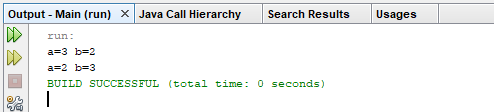 Output - Main (run) × Java Call Hierarchy Search Results Usages
run:
a=3 b=2
a=2 b=3
BUILD SUCCESSFUL (total time: 0 seconds)